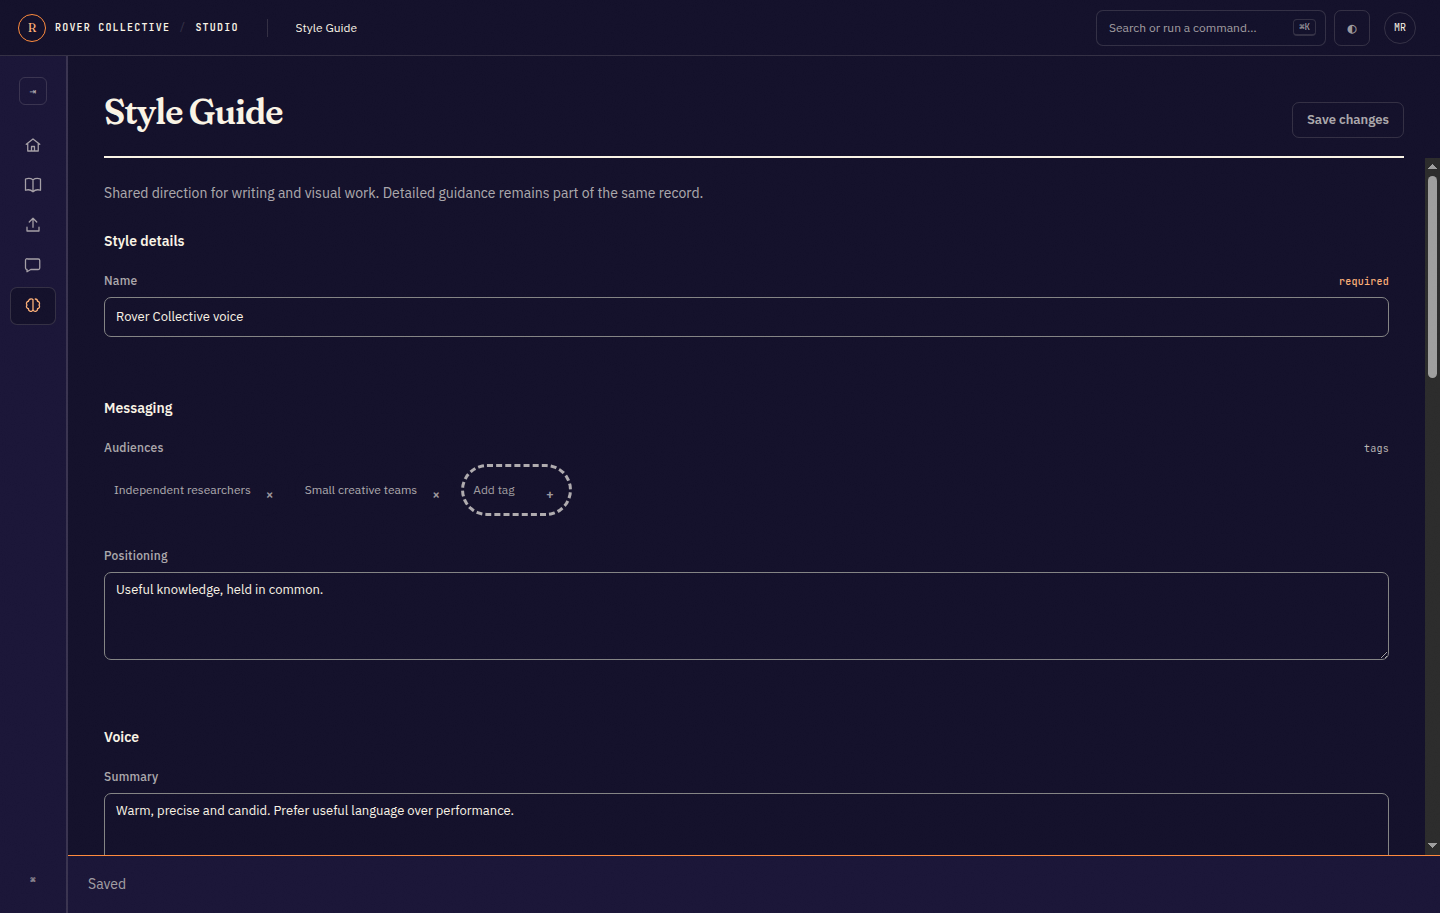 R ROVER COLLECTIVE / STUDIO Style Guide Search or run a command... ⌘K MR
Style Guide
Save changes
Shared direction for writing and visual work. Detailed guidance remains part of the same record.
Style details
Name required
Rover Collective voice
Messaging
Audiences tags
Independent researchers × Small creative teams × Add tag +
Positioning
Useful knowledge, held in common.
Voice
Summary
Warm, precise and candid. Prefer useful language over performance.
⌘ Saved